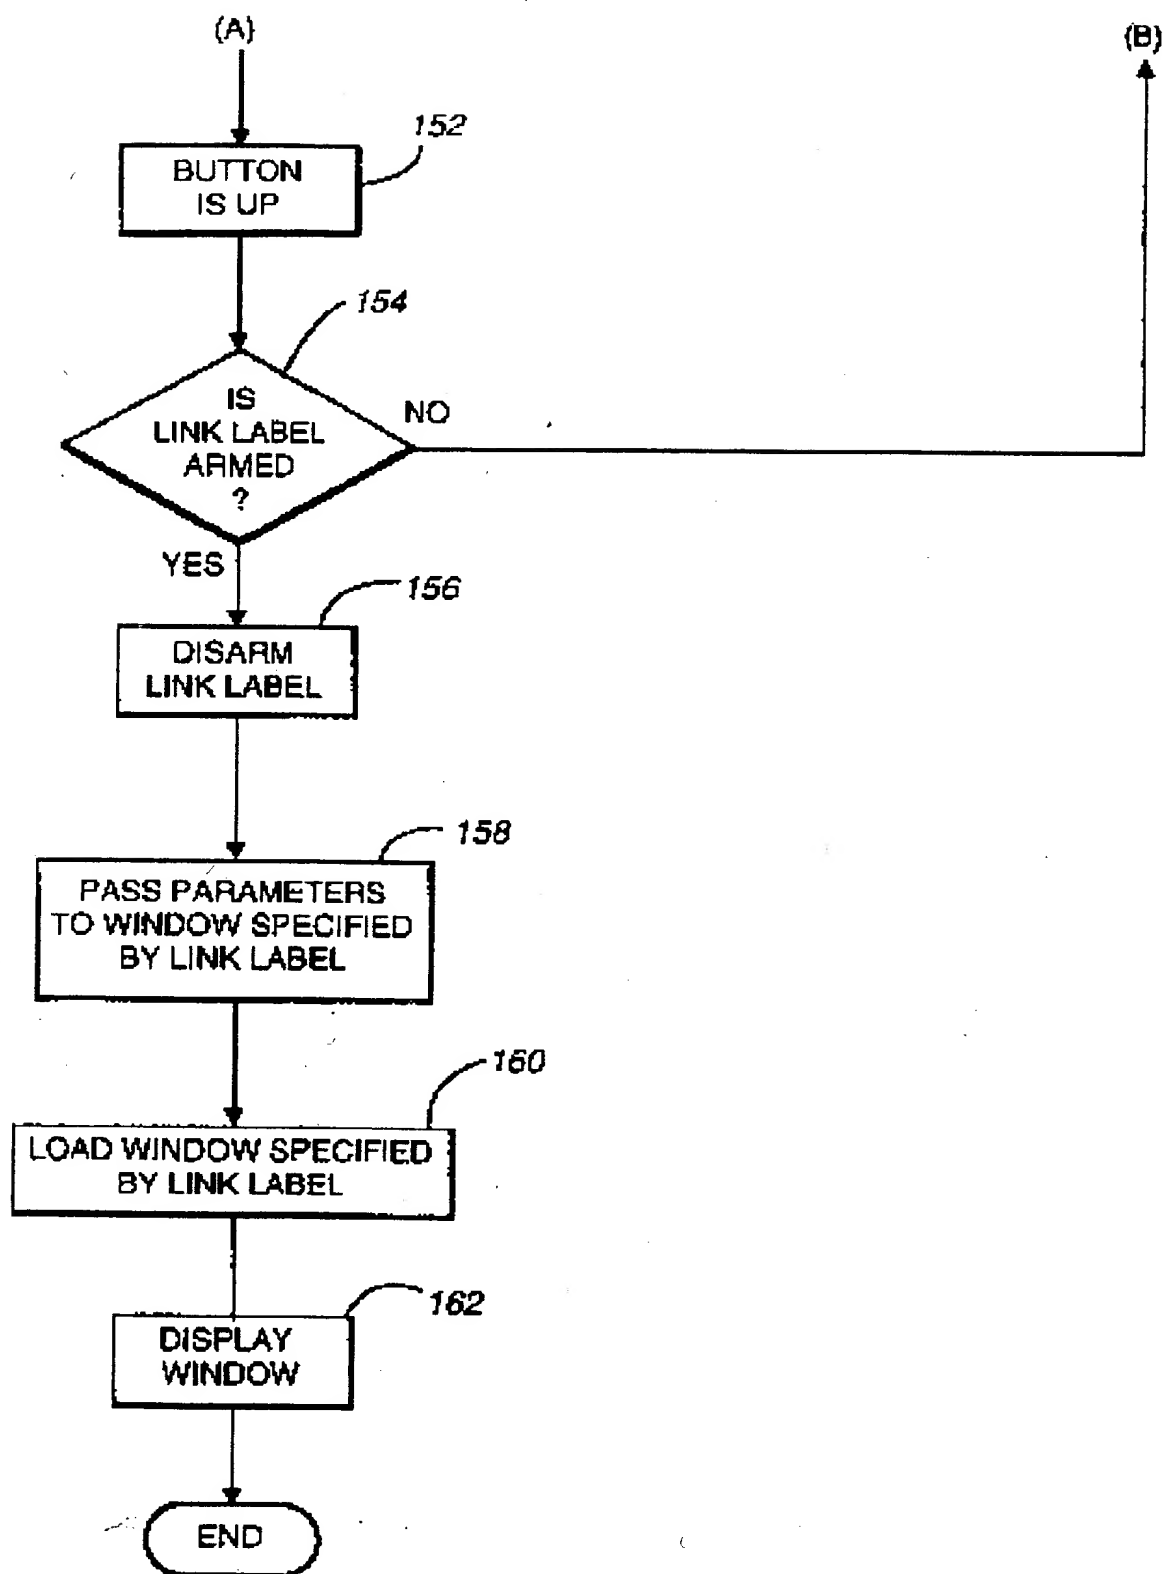 (A)
(B)
152
BUTTON
IS UP
154
IS
LINK LABEL
ARMED
?
NO
YES
156
DISARM
LINK LABEL
158
PASS PARAMETERS
TO WINDOW SPECIFIED
BY LINK LABEL
160
LOAD WINDOW SPECIFIED
BY LINK LABEL
162
DISPLAY
WINDOW
END